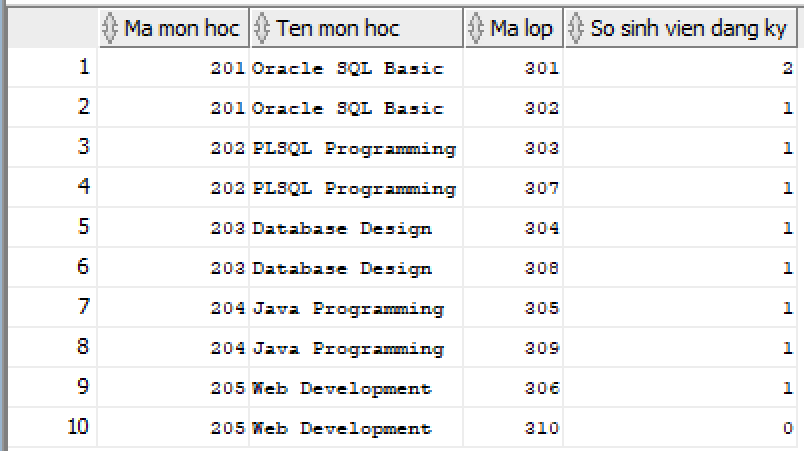 Ma mon hoc Ten mon hoc Ma lop So sinh vien dang ky
1 201 Oracle SQL Basic 301 2
2 201 Oracle SQL Basic 302 1
3 202 PLSQL Programming 303 1
4 202 PLSQL Programming 307 1
5 203 Database Design 304 1
6 203 Database Design 308 1
7 204 Java Programming 305 1
8 204 Java Programming 309 1
9 205 Web Development 306 1
10 205 Web Development 310 0